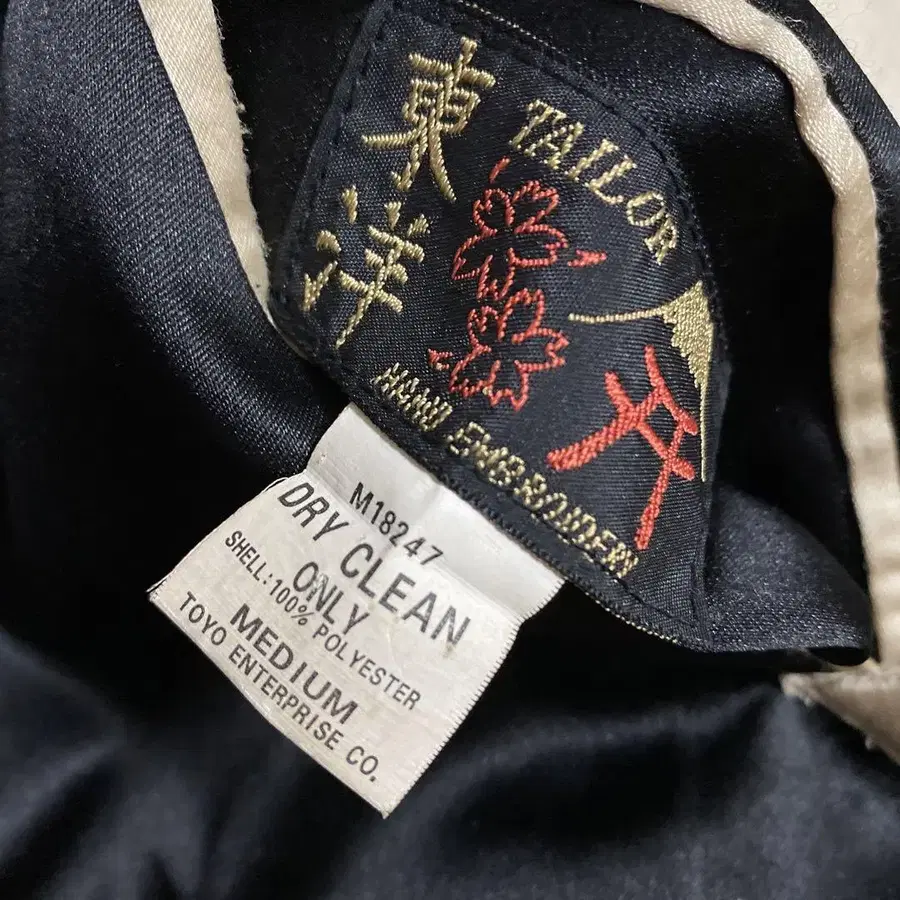 東洋
TAILOR
HAND EMBROIDERY
M18247
DRY CLEAN
ONLY
SHELL:100% POLYESTER
MEDIUM
TOYO ENTERPRISE CO.